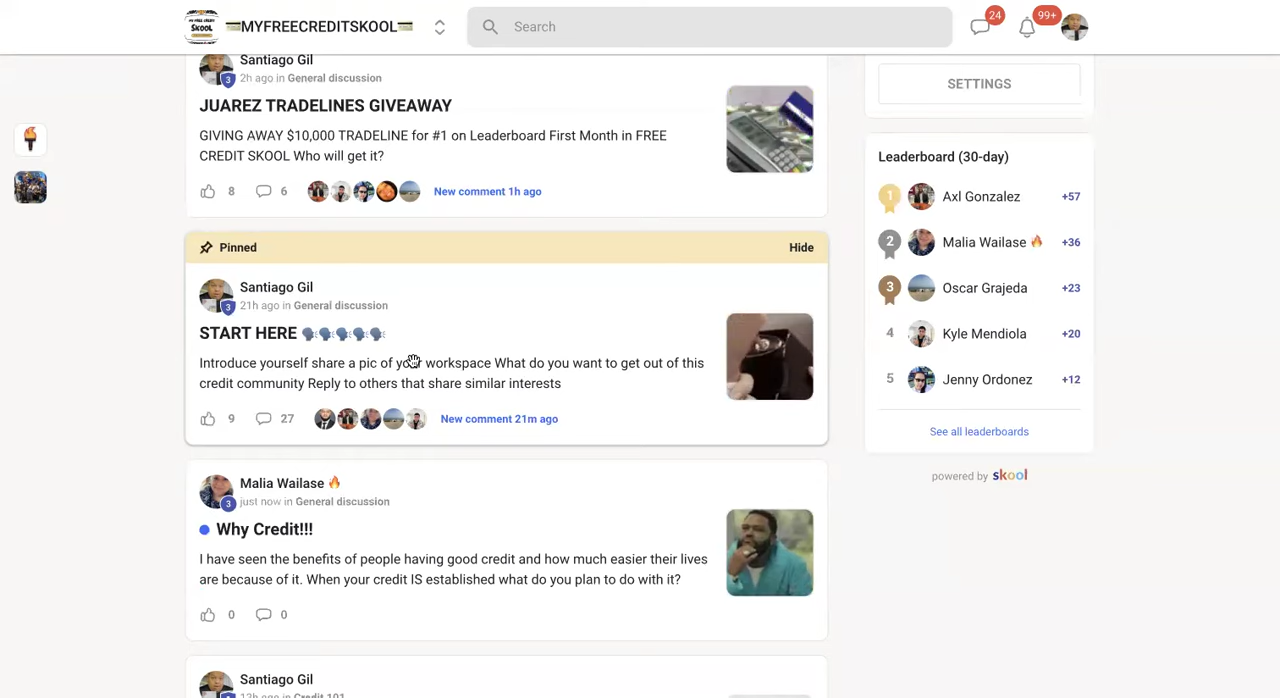 MYFREECREDITSKOOL
Search
24
99+
Santiago Gil
3
2h ago in General discussion
JUAREZ TRADELINES GIVEAWAY
GIVING AWAY $10,000 TRADELINE for #1 on Leaderboard First Month in FREE
CREDIT SKOOL Who will get it?
8
6
New comment 1h ago
Pinned
Hide
Santiago Gil
3
21h ago in General discussion
START HERE
Introduce yourself share a pic of your workspace What do you want to get out of this
credit community Reply to others that share similar interests
9
27
New comment 21m ago
Malia Wailase
3
just now in General discussion
Why Credit!!!
I have seen the benefits of people having good credit and how much easier their lives
are because of it. When your credit IS established what do you plan to do with it?
0
0
Santiago Gil
13h ago in Credit 101
SETTINGS
Leaderboard (30-day)
1 Axl Gonzalez +57
2 Malia Wailase +36
3 Oscar Grajeda +23
4 Kyle Mendiola +20
5 Jenny Ordonez +12
See all leaderboards
powered by skool